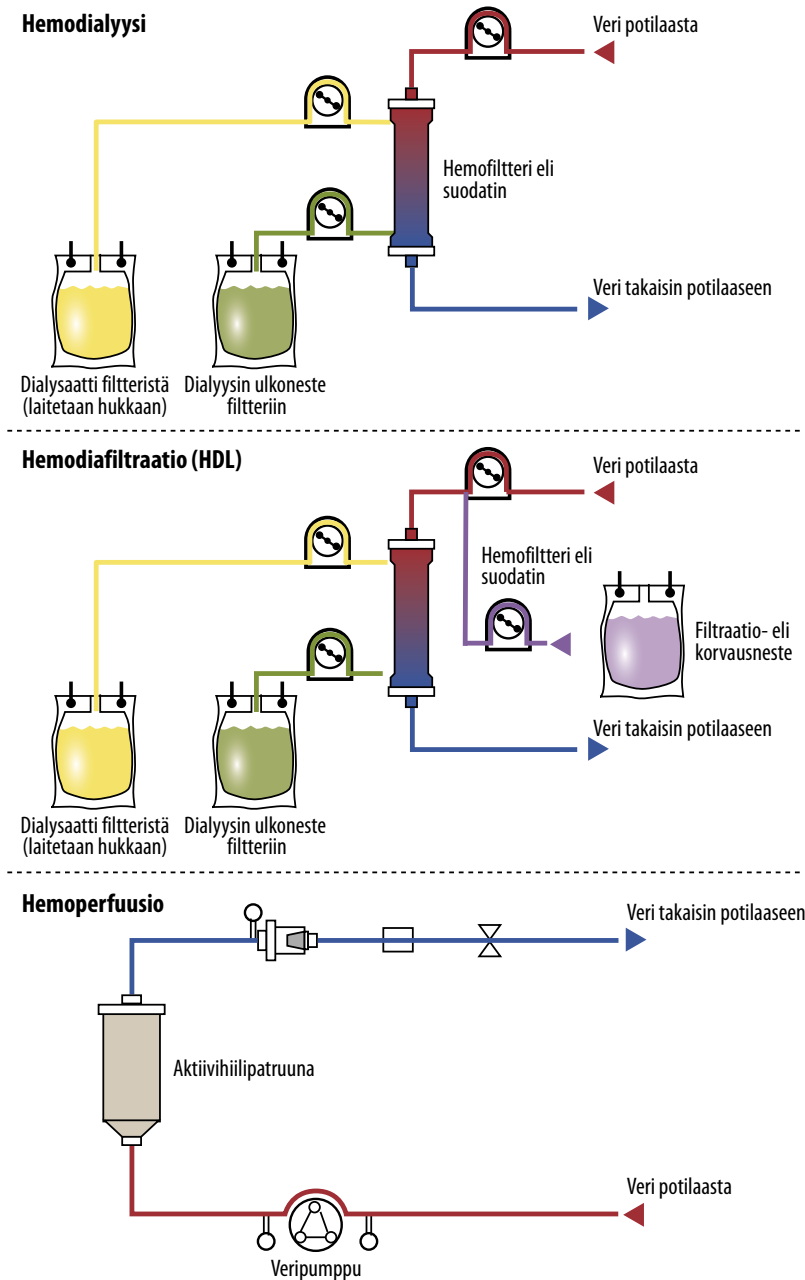 Hemodialyysi
Veri potilaasta
Hemofiltteri eli
suodatin
Veri takaisin potilaaseen
Dialysaatti filtteristä
(laitetaan hukkaan)
Dialyysin ulkoneste
filtteriin
Hemodiafiltraatio (HDL)
Veri potilaasta
Hemofiltteri eli
suodatin
Filtraatio- eli
korvausneste
Veri takaisin potilaaseen
Dialysaatti filtteristä
(laitetaan hukkaan)
Dialyysin ulkoneste
filtteriin
Hemoperfuusio
Veri takaisin potilaaseen
Aktiivihiilipatruuna
Veri potilaasta
Veripumppu